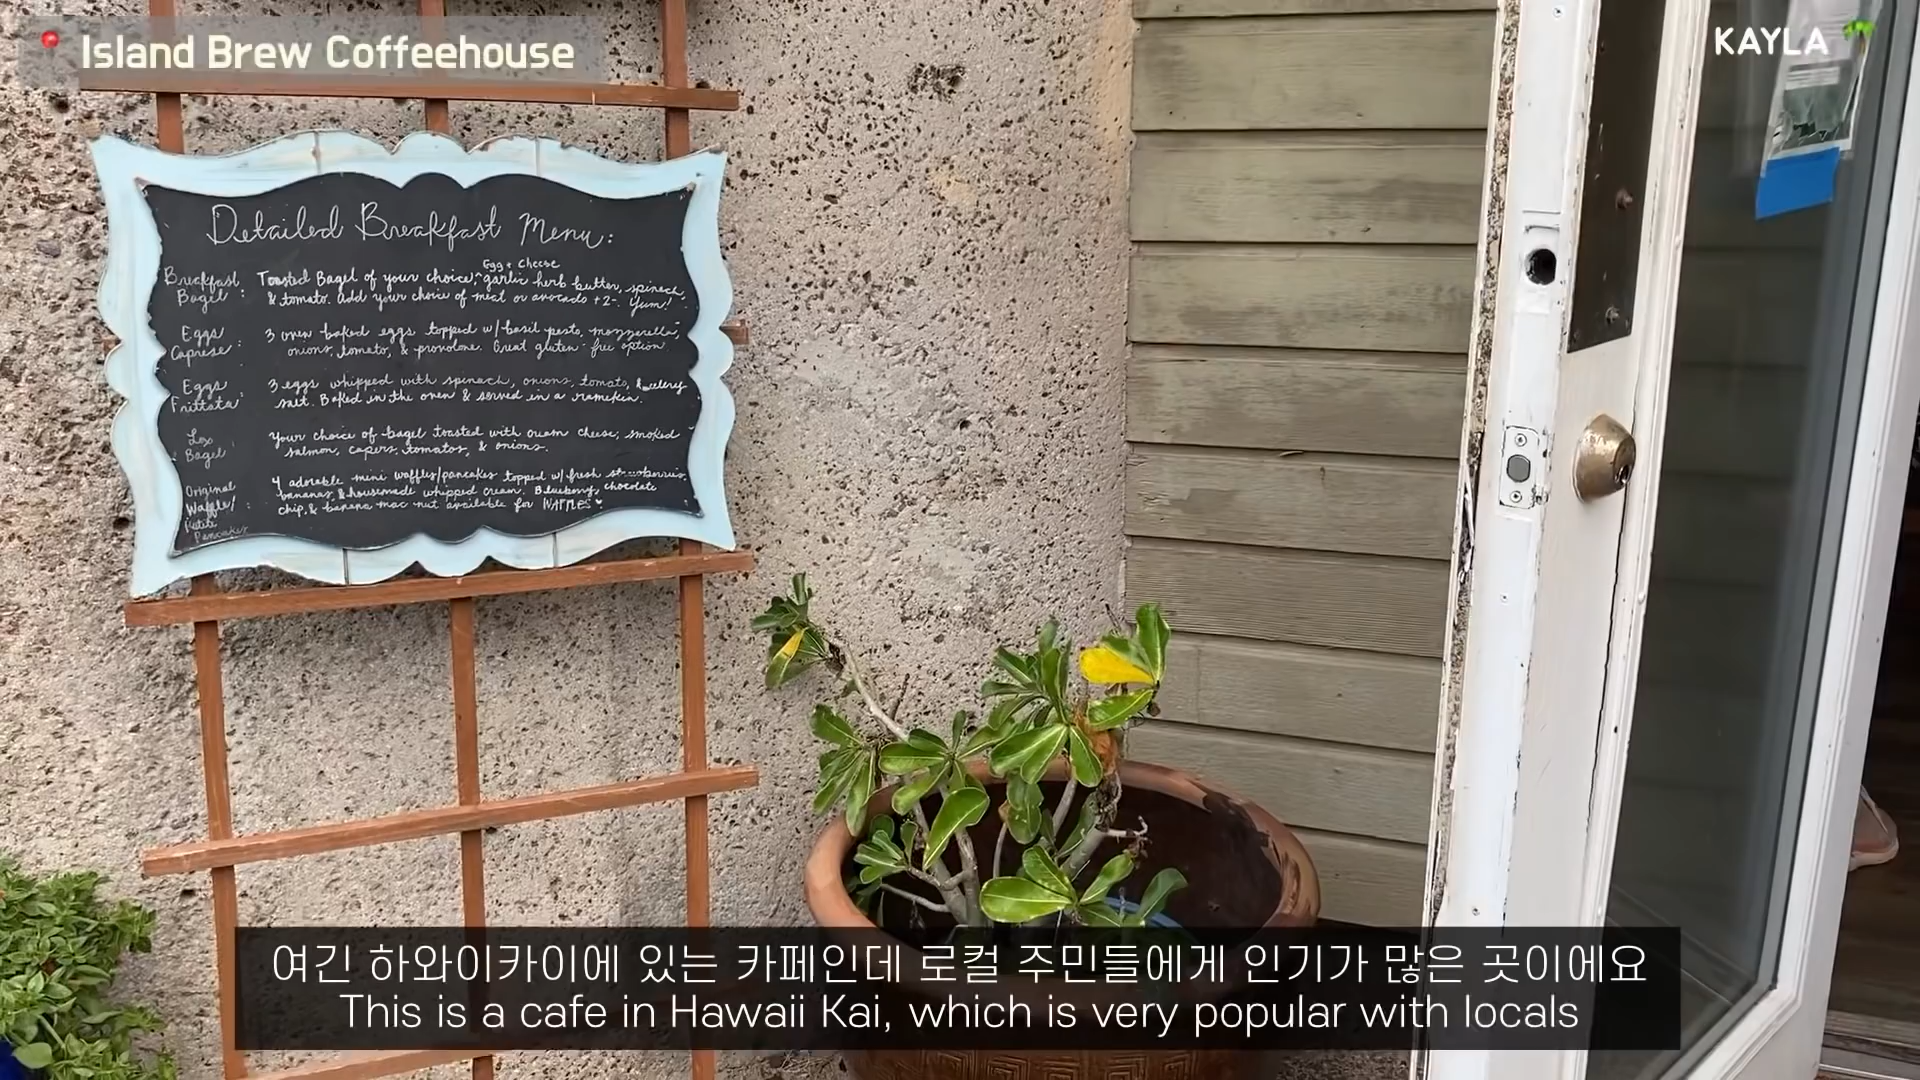 Island Brew Coffeehouse
KAYLA
Detailed Breakfast Menu:
Breakfast Bagel: Toasted Bagel of your choice, ^Egg + Cheese garlic herb butter, spinach,
& tomato. Add your choice of meat or avocado +2-. Yum!
Eggs Caprese: 3 oven baked eggs topped w/ basil pesto, mozzarella,
onions, tomato, & provolone. Great gluten-free option
Eggs Frittata: 3 eggs whipped with spinach, onions, tomato, & celery
salt. Baked in the oven & served in a ramekin.
Lox Bagel: Your choice of bagel toasted with cream cheese, smoked
salmon, capers, tomatoes, & onions.
Original Waffle/Petite Pancakes: 4 adorable mini waffles/pancakes topped w/ fresh strawberries,
bananas & housemade whipped cream. Blueberry, chocolate
chip, & banana mac nut available for WAFFLES ♥
여긴 하와이카이에 있는 카페인데 로컬 주민들에게 인기가 많은 곳이에요
This is a cafe in Hawaii Kai, which is very popular with locals